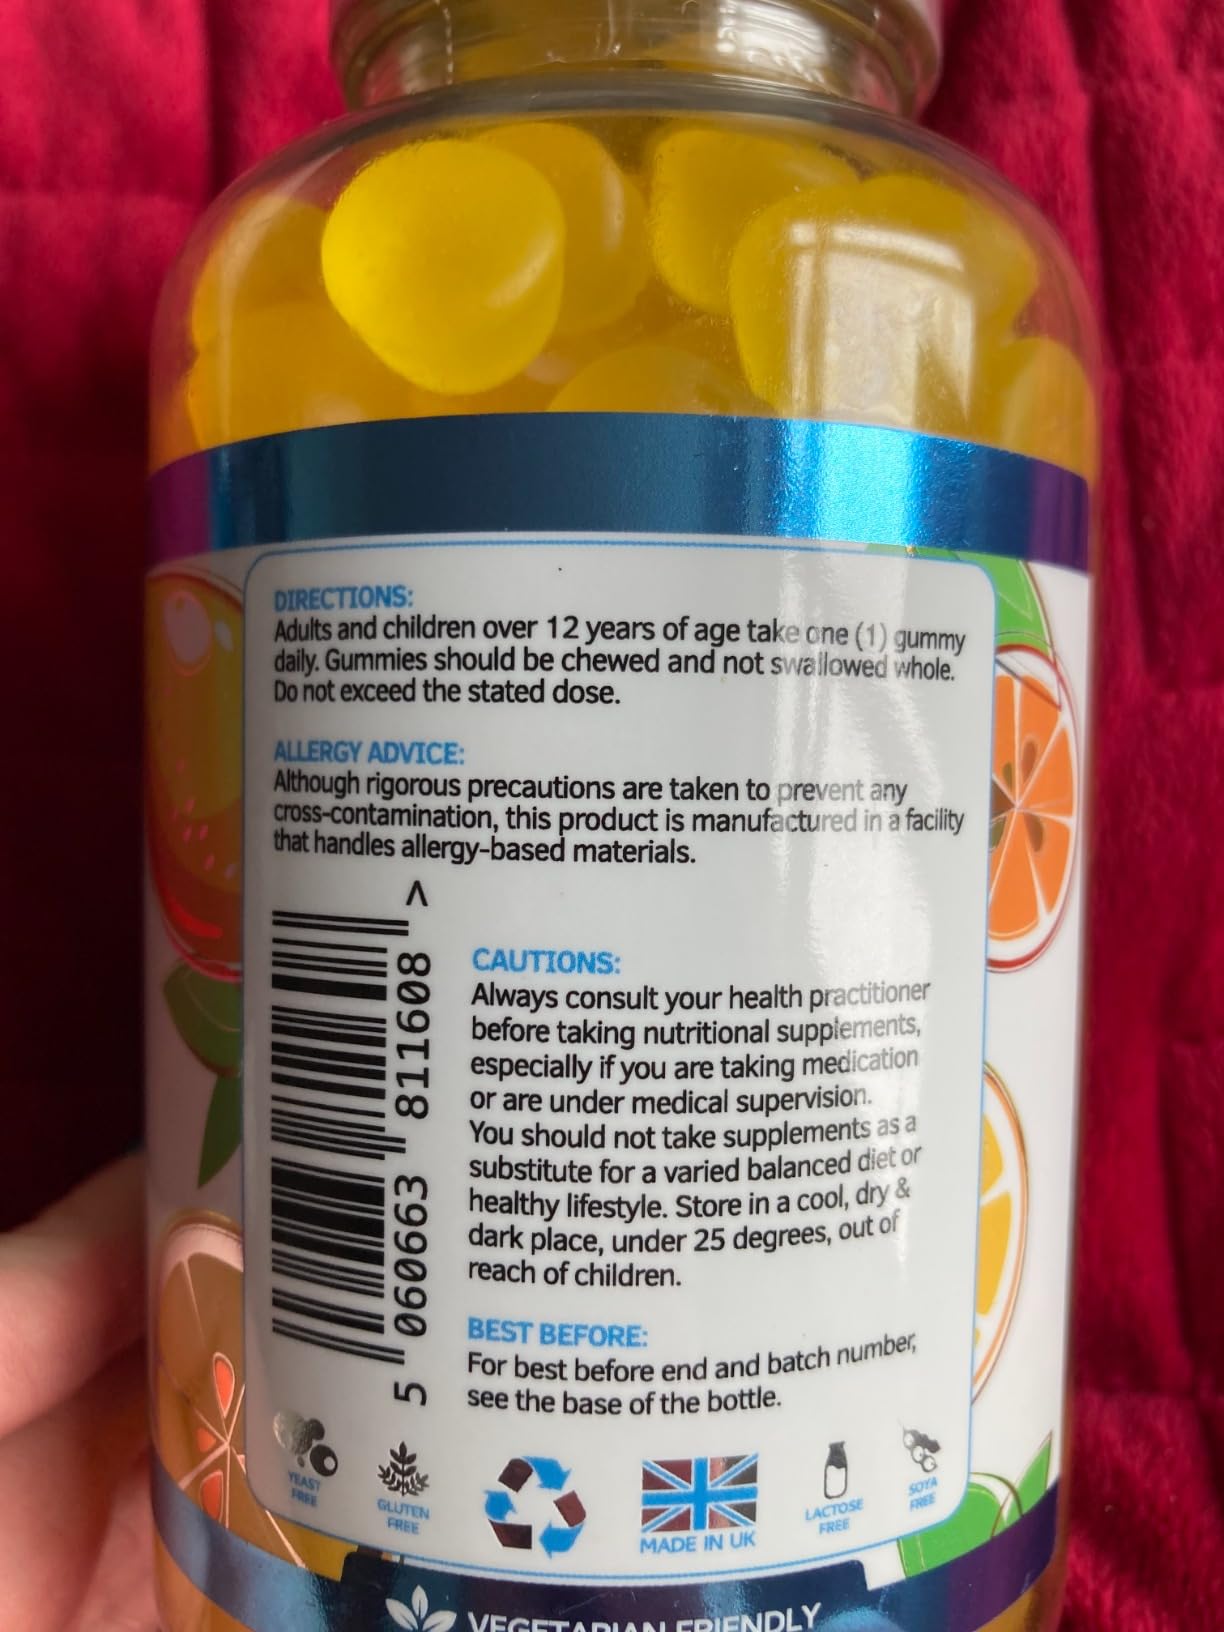 DIRECTIONS:
Adults and children over 12 years of age take one (1) gummy
daily. Gummies should be chewed and not swallowed whole.
Do not exceed the stated dose.
ALLERGY ADVICE:
Although rigorous precautions are taken to prevent any
cross-contamination, this product is manufactured in a facility
that handles allergy-based materials.
5 060663 811608 >
CAUTIONS:
Always consult your health practitioner
before taking nutritional supplements,
especially if you are taking medication
or are under medical supervision.
You should not take supplements as a
substitute for a varied balanced diet or
healthy lifestyle. Store in a cool, dry &
dark place, under 25 degrees, out of
reach of children.
BEST BEFORE:
For best before end and batch number,
see the base of the bottle.
YEAST
FREE
GLUTEN
FREE
MADE IN UK
LACTOSE
FREE
SOYA
FREE
VEGETARIAN FRIENDLY